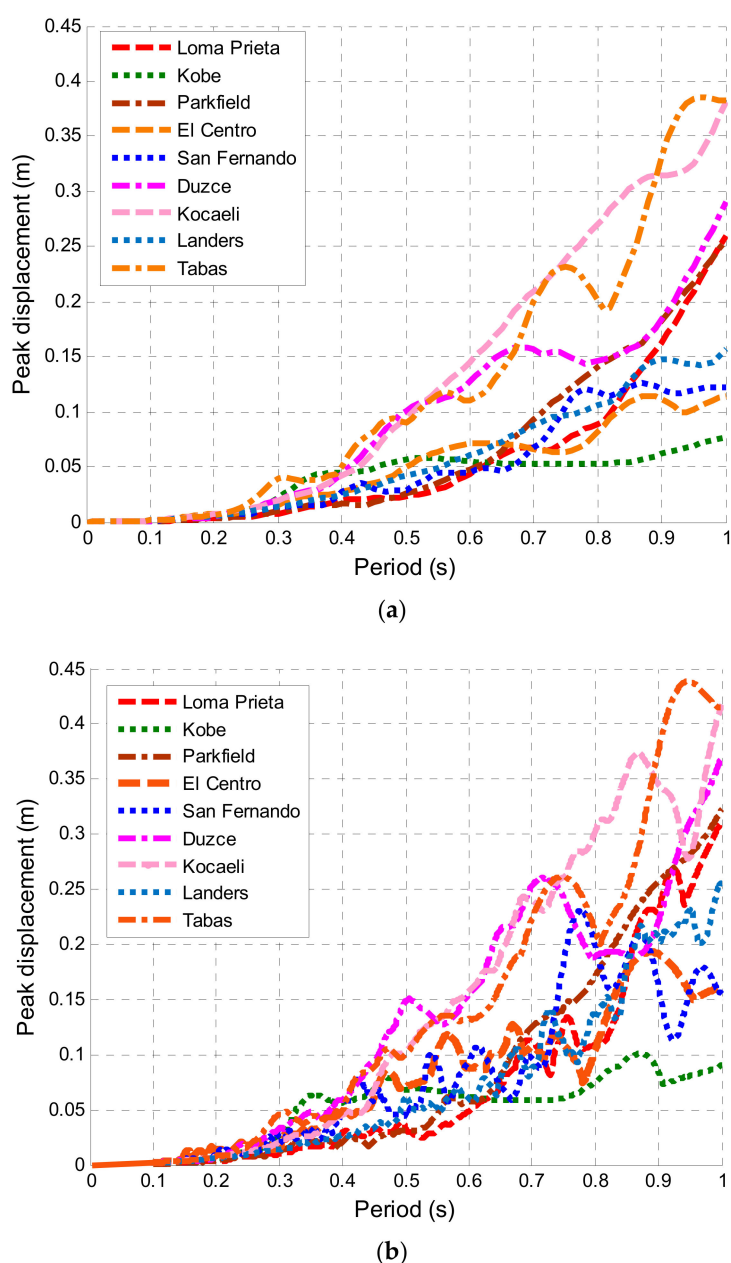 0.45
0.4
0.35
0.3
0.25
0.2
0.15
0.1
0.05
0
Peak displacement (m)
Loma Prieta
Kobe
Parkfield
El Centro
San Fernando
Duzce
Kocaeli
Landers
Tabas
0 0.1 0.2 0.3 0.4 0.5 0.6 0.7 0.8 0.9 1
Period (s)
(a)
0.45
0.4
0.35
0.3
0.25
0.2
0.15
0.1
0.05
0
Peak displacement (m)
Loma Prieta
Kobe
Parkfield
El Centro
San Fernando
Duzce
Kocaeli
Landers
Tabas
0 0.1 0.2 0.3 0.4 0.5 0.6 0.7 0.8 0.9 1
Period (s)
(b)